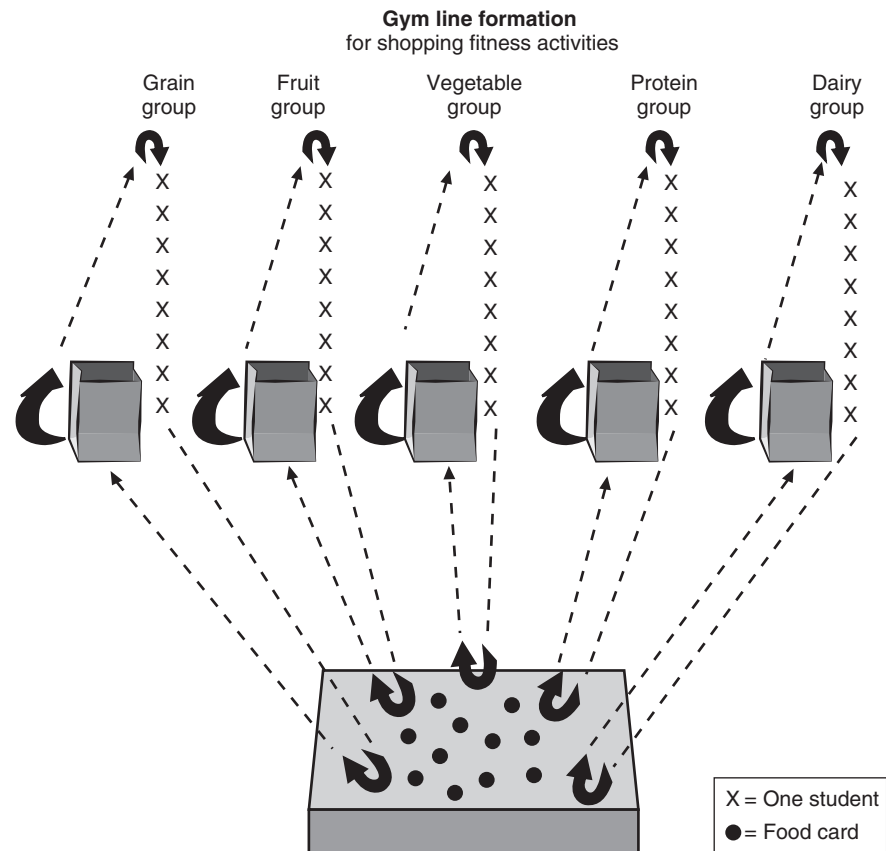 Gym line formation
for shopping fitness activities
Grain
group
Fruit
group
Vegetable
group
Protein
group
Dairy
group
X X X X X
X X X X X
X X X X X
X X X X X
X X X X X
X X X X X
X X X X X
X X X X X
X = One student
● = Food card